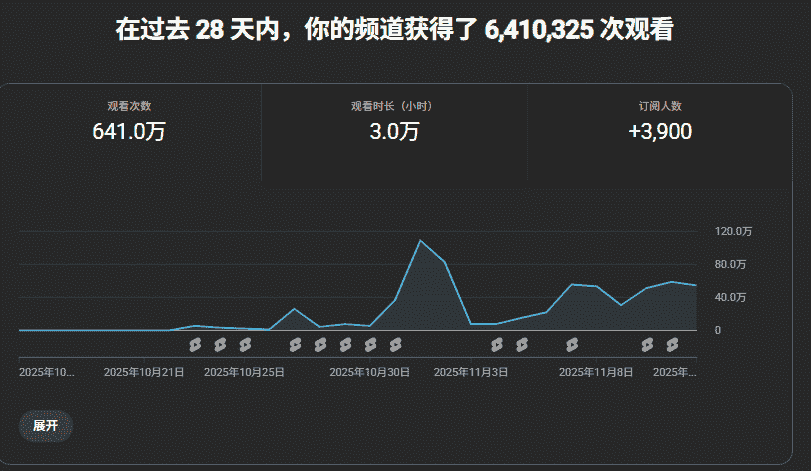 在过去 28 天内，你的频道获得了 6,410,325 次观看
观看次数
641.0万
观看时长（小时）
3.0万
订阅人数
+3,900
120.0万
80.0万
40.0万
0
2025年10...
2025年10月21日
2025年10月25日
2025年10月30日
2025年11月3日
2025年11月8日
2025年...
展开